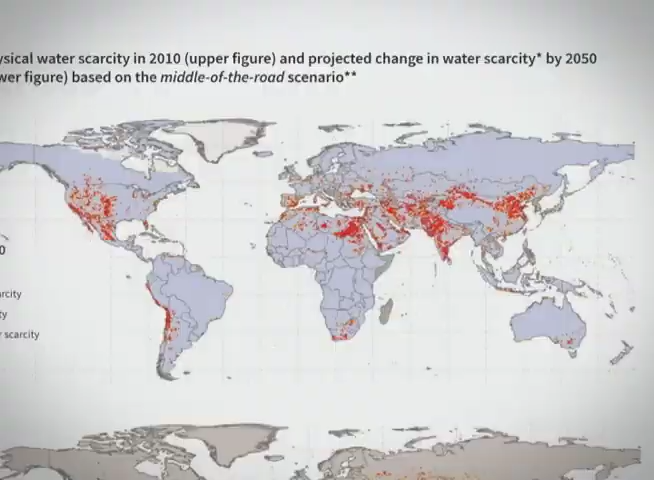 ysical water scarcity in 2010 (upper figure) and projected change in water scarcity* by 2050
wer figure) based on the middle-of-the-road scenario**
0
arcity
ty
r scarcity